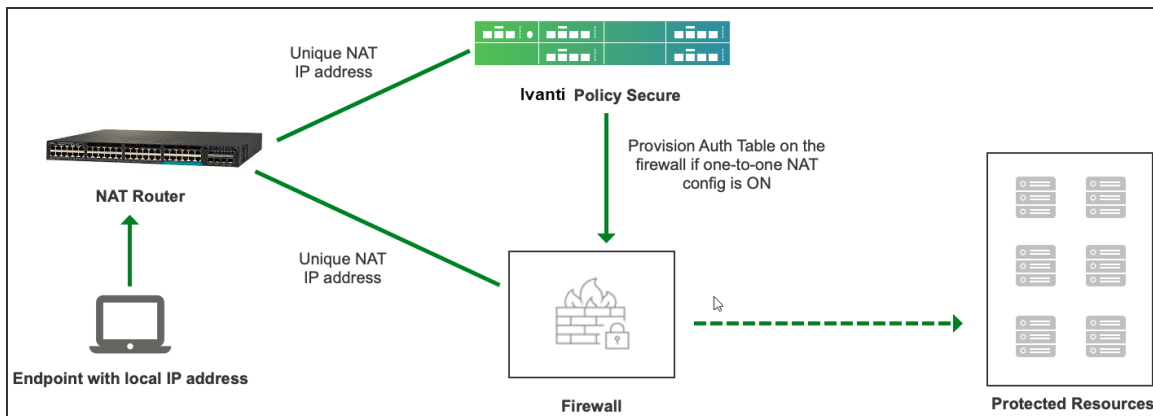 Unique NAT
IP address
Ivanti Policy Secure
Provision Auth Table on the
firewall if one-to-one NAT
config is ON
NAT Router
Unique NAT
IP address
Endpoint with local IP address
Firewall
Protected Resources